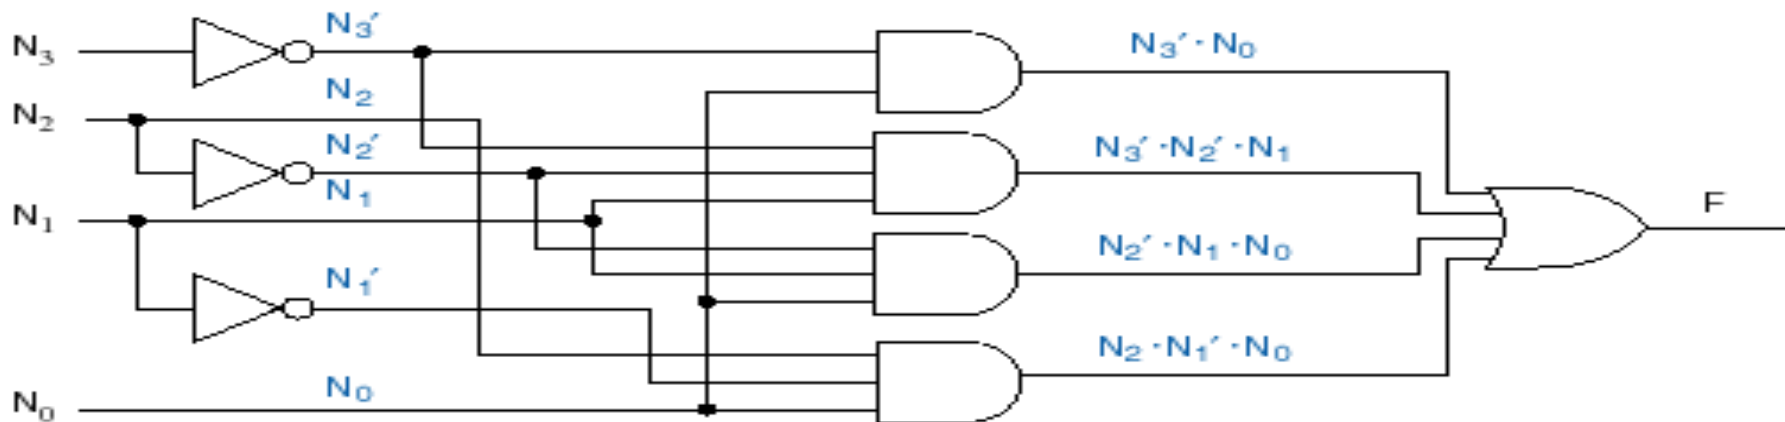 N₃
N₃′
N₃′ · N₀
N₂
N₂
N₂′
N₃′ · N₂′ · N₁
N₁
N₁
F
N₂′ · N₁ · N₀
N₁′
N₂ · N₁′ · N₀
N₀
N₀